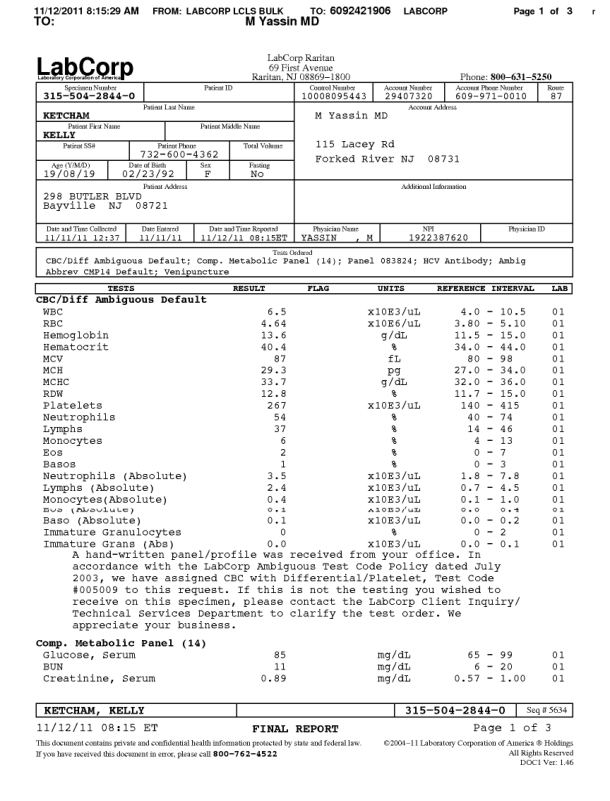 11/12/2011 8:15:29 AM FROM: LABCORP LCLS BULK TO: 6092421906 LABCORP Page 1 of 3
TO: M Yassin MD
LabCorp
Laboratory Corporation of America
LabCorp Raritan
69 First Avenue
Raritan, NJ 08869-1800 Phone: 800-631-5250
Specimen Number Patient ID Control Number Account Number Account Phone Number Route
315-504-2844-0 10008095443 29407320 609-971-0010 87
Patient Last Name Account Address
KETCHAM M Yassin MD
Patient First Name Patient Middle Name
KELLY
Patient SS# Patient Phone Total Volume 115 Lacey Rd
732-600-4362 Forked River NJ 08731
Age (Y/M/D) Date of Birth Sex Fasting
19/08/19 02/23/92 F No
Patient Address Additional Information
298 BUTLER BLVD
Bayville NJ 08721
Date and Time Collected Date Entered Date and Time Reported Physician Name NPI Physician ID
11/11/11 12:37 11/11/11 11/12/11 08:15ET YASSIN , M 1922387620
Tests Ordered
CBC/Diff Ambiguous Default; Comp. Metabolic Panel (14); Panel 083824; HCV Antibody; Ambig
Abbrev CMP14 Default; Venipuncture
TESTS RESULT FLAG UNITS REFERENCE INTERVAL LAB
CBC/Diff Ambiguous Default
WBC 6.5 x10E3/uL 4.0 - 10.5 01
RBC 4.64 x10E6/uL 3.80 - 5.10 01
Hemoglobin 13.6 g/dL 11.5 - 15.0 01
Hematocrit 40.4 % 34.0 - 44.0 01
MCV 87 fL 80 - 98 01
MCH 29.3 pg 27.0 - 34.0 01
MCHC 33.7 g/dL 32.0 - 36.0 01
RDW 12.8 % 11.7 - 15.0 01
Platelets 267 x10E3/uL 140 - 415 01
Neutrophils 54 % 40 - 74 01
Lymphs 37 % 14 - 46 01
Monocytes 6 % 4 - 13 01
Eos 2 % 0 - 7 01
Basos 1 % 0 - 3 01
Neutrophils (Absolute) 3.5 x10E3/uL 1.8 - 7.8 01
Lymphs (Absolute) 2.4 x10E3/uL 0.7 - 4.5 01
Monocytes(Absolute) 0.4 x10E3/uL 0.1 - 1.0 01
Eos (Absolute) 0.1 x10E3/uL 0.0 - 0.4 01
Baso (Absolute) 0.1 x10E3/uL 0.0 - 0.2 01
Immature Granulocytes 0 % 0 - 2 01
Immature Grans (Abs) 0.0 x10E3/uL 0.0 - 0.1 01
A hand-written panel/profile was received from your office. In
accordance with the LabCorp Ambiguous Test Code Policy dated July
2003, we have assigned CBC with Differential/Platelet, Test Code
#005009 to this request. If this is not the testing you wished to
receive on this specimen, please contact the LabCorp Client Inquiry/
Technical Services Department to clarify the test order. We
appreciate your business.
Comp. Metabolic Panel (14)
Glucose, Serum 85 mg/dL 65 - 99 01
BUN 11 mg/dL 6 - 20 01
Creatinine, Serum 0.89 mg/dL 0.57 - 1.00 01
KETCHAM, KELLY 315-504-2844-0 Seq # 5634
11/12/11 08:15 ET FINAL REPORT Page 1 of 3
This document contains private and confidential health information protected by state and federal law. ©2004-11 Laboratory Corporation of America ® Holdings
If you have received this document in error, please call 800-762-4522 All Rights Reserved
DOC1 Ver: 1.46